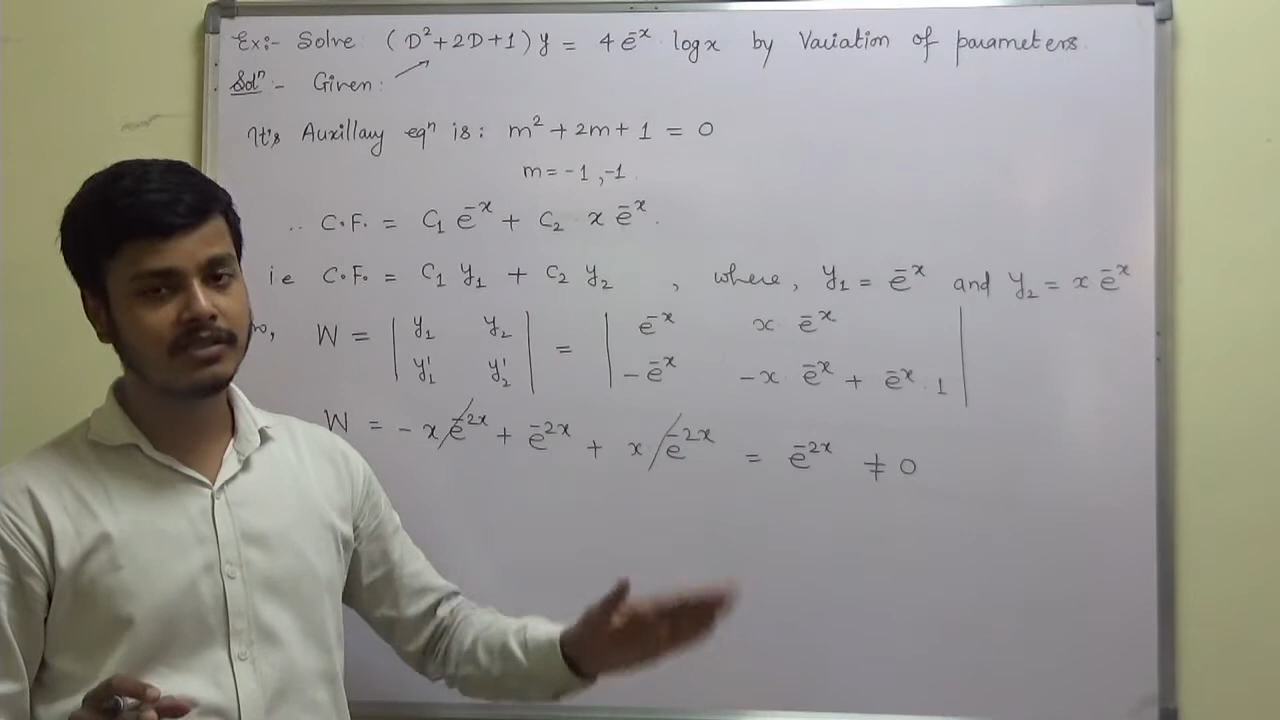 Ex:- Solve (D² + 2D + 1) y = 4 e⁻ˣ log x by Variation of parameters.
Solⁿ :- Given :
It's Auxillary eqⁿ is : m² + 2m + 1 = 0
m = -1 , -1 .
∴ C.F. = C₁ e⁻ˣ + C₂ x e⁻ˣ .
ie C.F. = C₁ y₁ + C₂ y₂ , where, y₁ = e⁻ˣ and y₂ = x e⁻ˣ
W = | y₁ y₂ | = | e⁻ˣ x e⁻ˣ |
| y₁' y₂' | | -e⁻ˣ -x e⁻ˣ + e⁻ˣ . 1 |
W = - x e⁻²ˣ + e⁻²ˣ + x e⁻²ˣ = e⁻²ˣ ≠ 0